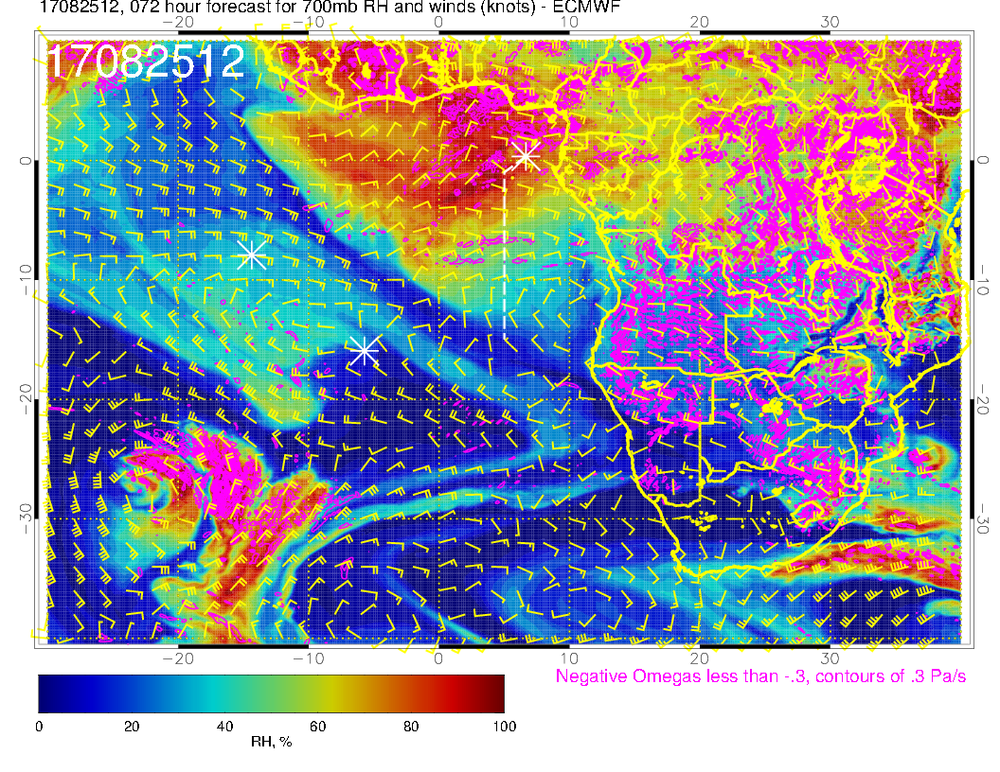 17082512, 072 hour forecast for 700mb RH and winds (knots) - ECMWF
-20 -10 0 10 20 30
17082512
0 0
-10 -10
-20 -20
-30 -30
-20 -10 0 10 20 30
Negative Omegas less than -.3, contours of .3 Pa/s
0 20 40 60 80 100
RH, %